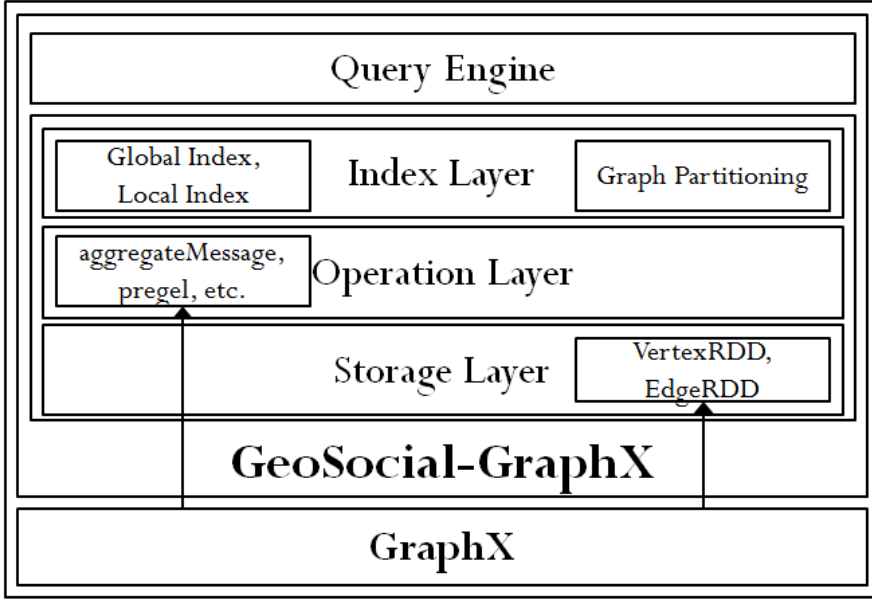 Query Engine
Global Index,
Local Index
Index Layer
Graph Partitioning
aggregateMessage,
pregel, etc.
Operation Layer
Storage Layer
VertexRDD,
EdgeRDD
GeoSocial-GraphX
GraphX